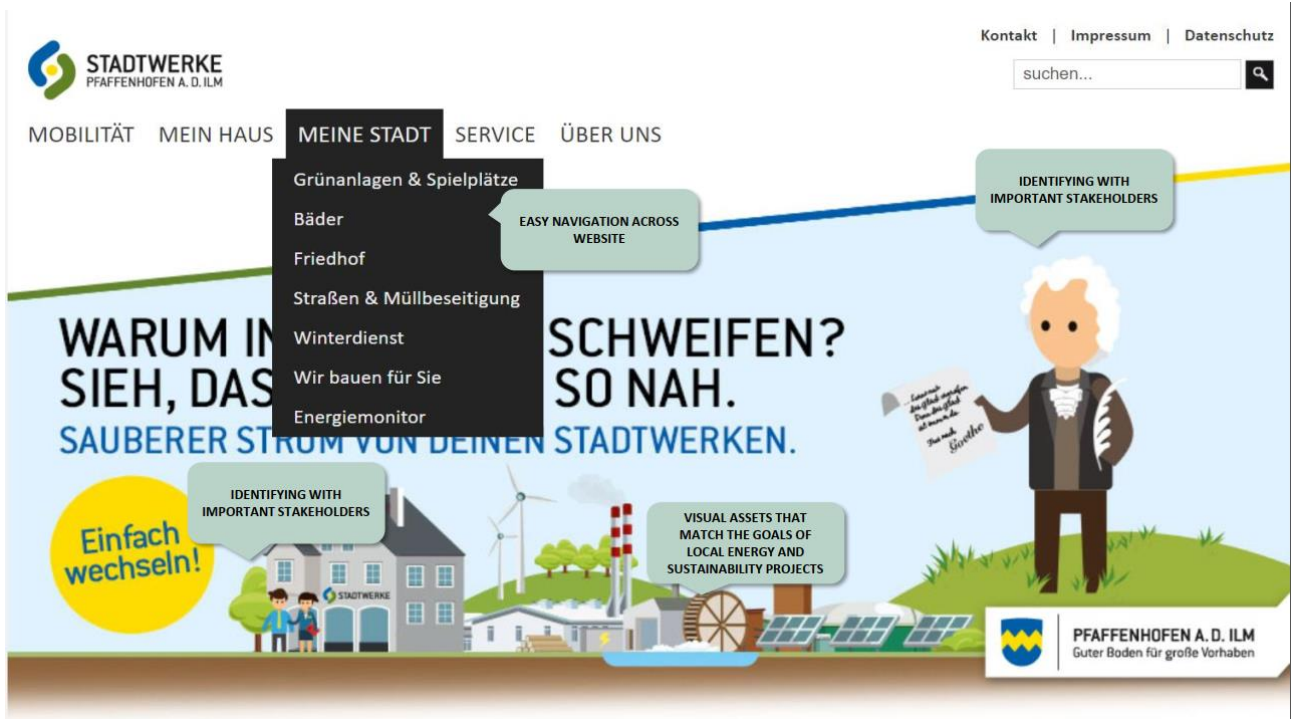 Kontakt | Impressum | Datenschutz
STADTWERKE
PFAFFENHOFEN A. D. ILM
suchen...
MOBILITÄT MEIN HAUS MEINE STADT SERVICE ÜBER UNS
Grünanlagen & Spielplätze
Bäder
Friedhof
Straßen & Müllbeseitigung
Winterdienst
Wir bauen für Sie
Energiemonitor
EASY NAVIGATION ACROSS
WEBSITE
IDENTIFYING WITH
IMPORTANT STAKEHOLDERS
WARUM IN SCHWEIFEN?
SIEH, DAS SO NAH.
SAUBERER STROM VON DEINEN STADTWERKEN.
Goethe
Einfach
wechseln!
IDENTIFYING WITH
IMPORTANT STAKEHOLDERS
VISUAL ASSETS THAT
MATCH THE GOALS OF
LOCAL ENERGY AND
SUSTAINABILITY PROJECTS
STADTWERKE
PFAFFENHOFEN A. D. ILM
Guter Boden für große Vorhaben